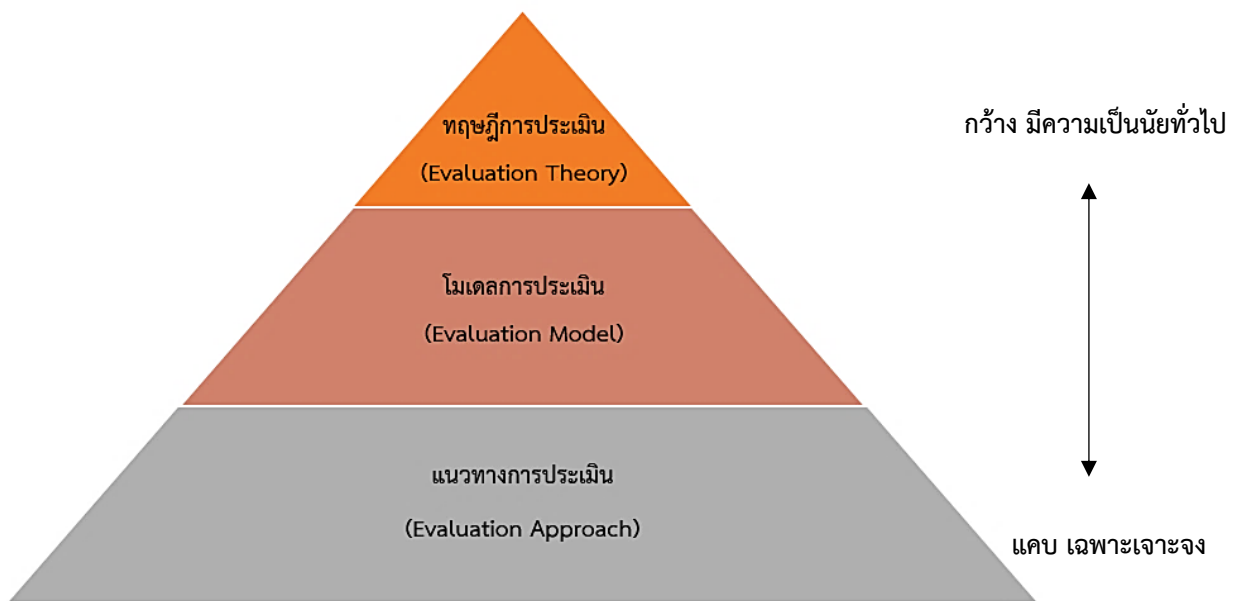 ทฤษฎีการประเมิน
(Evaluation Theory)
กว้าง มีความเป็นนัยทั่วไป
โมเดลการประเมิน
(Evaluation Model)
แนวทางการประเมิน
(Evaluation Approach)
แคบ เฉพาะเจาะจง